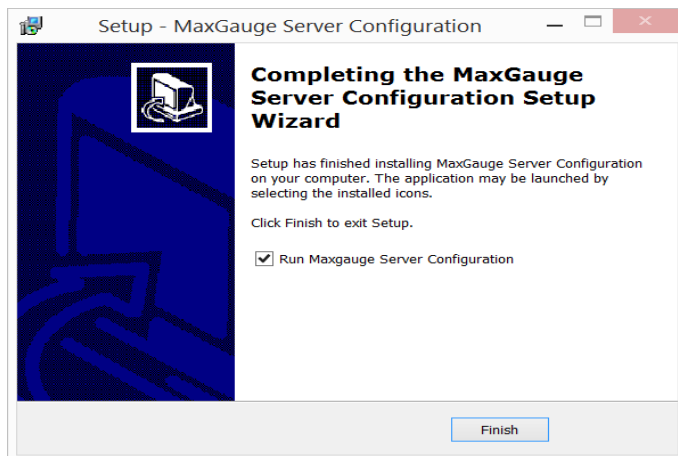 Setup - MaxGauge Server Configuration
Completing the MaxGauge
Server Configuration Setup
Wizard
Setup has finished installing MaxGauge Server Configuration
on your computer. The application may be launched by
selecting the installed icons.
Click Finish to exit Setup.
Run Maxgauge Server Configuration
Finish